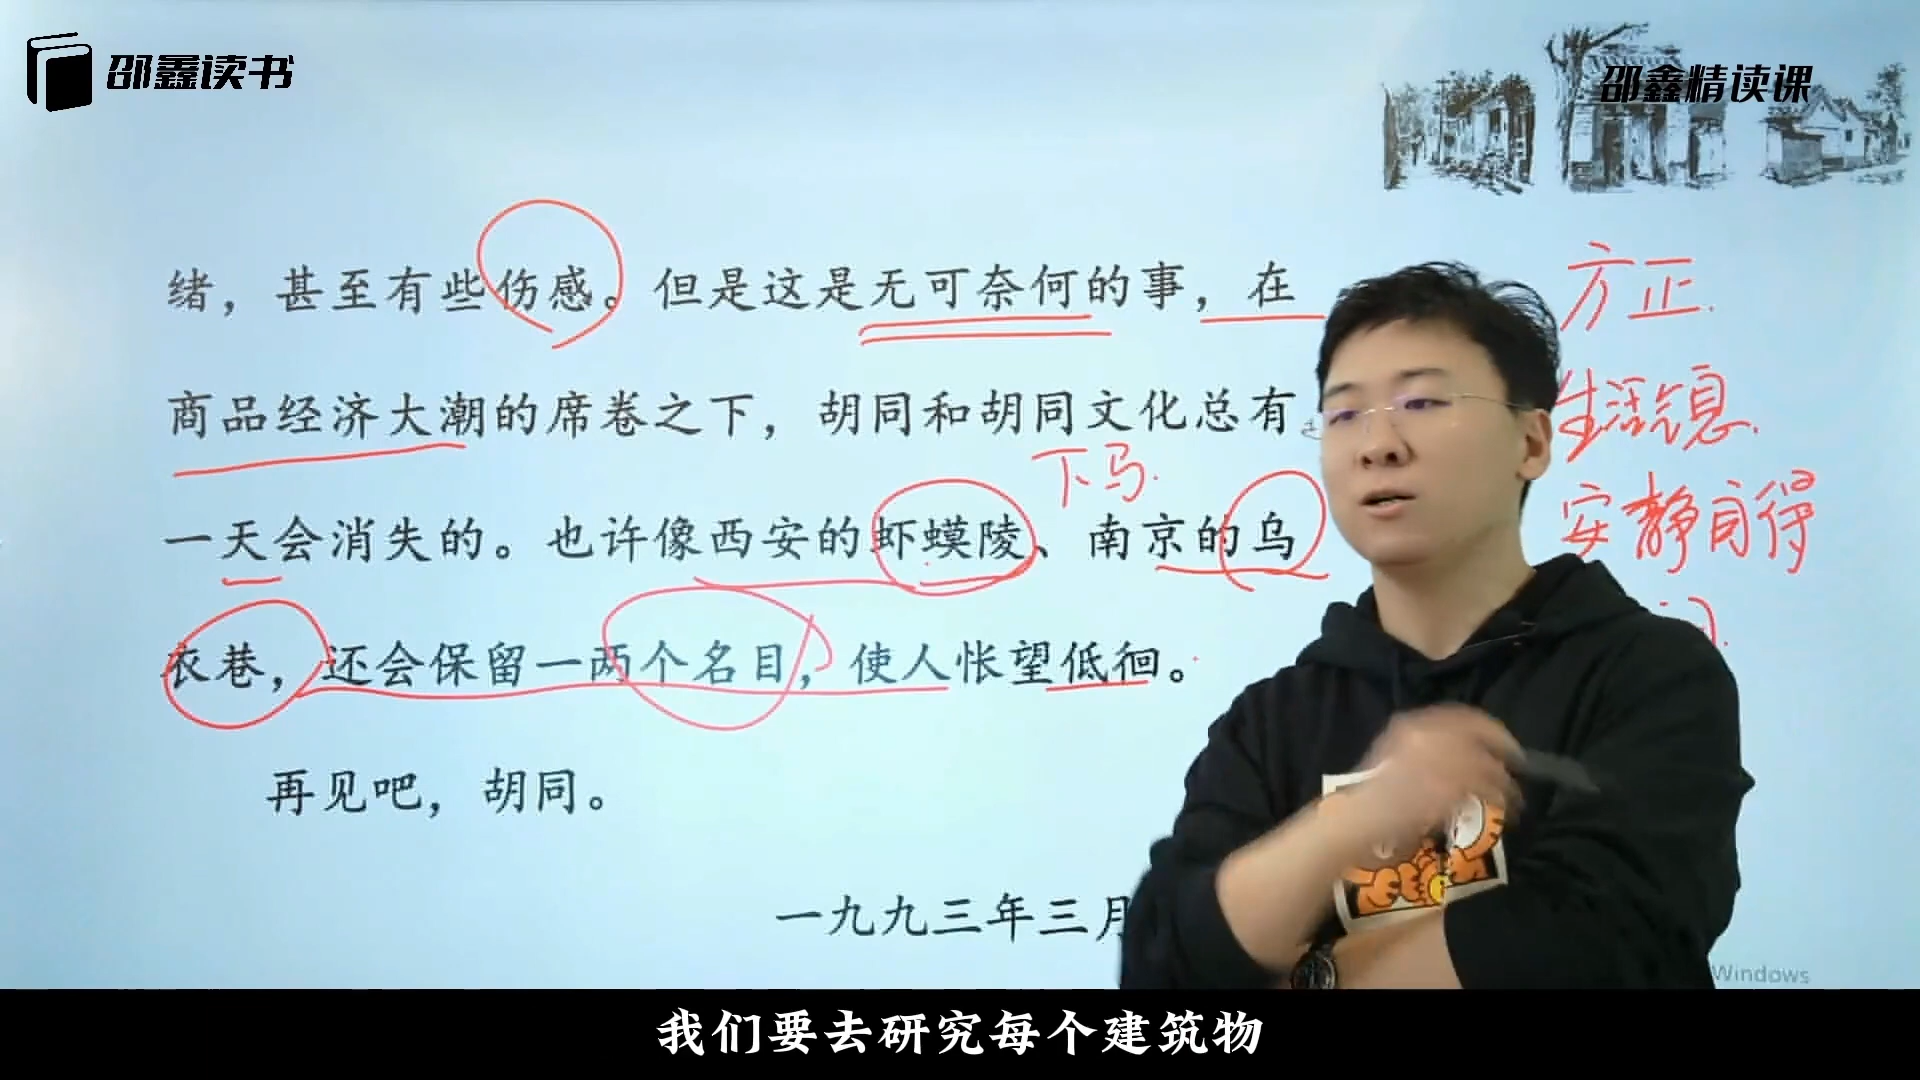 邵鑫读书
邵鑫精读课
绪，甚至有些伤感。但是这是无可奈何的事，在
商品经济大潮的席卷之下，胡同和胡同文化总有
一天会消失的。也许像西安的虾蟆陵、南京的乌
衣巷，还会保留一两个名目，使人怅望低徊。
再见吧，胡同。
一九九三年三月
下马.
方正.
生活气息.
安静自得
Windows
我们要去研究每个建筑物